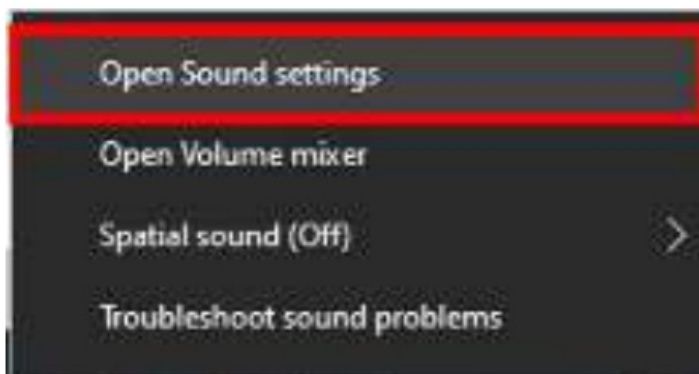 Open Sound settings
Open Volume mixer
Spatial sound (Off)
Troubleshoot sound problems